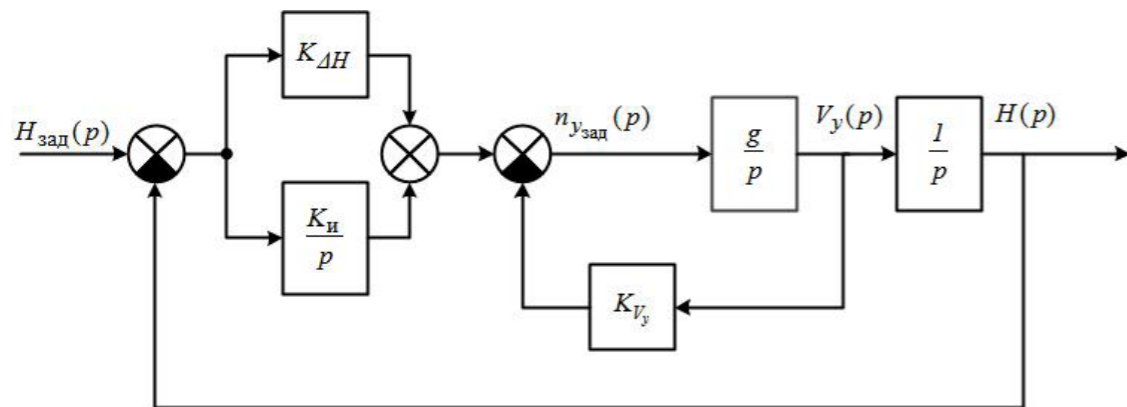 H_зад(p)
K_ΔH
K_и
p
n_y_зад(p)
g
p
V_y(p)
1
p
H(p)
K_V_y